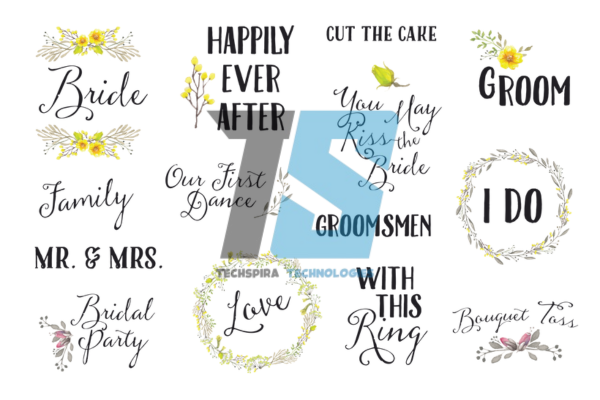 Bride
Family
MR. & MRS.
Bridal
Party
HAPPILY
EVER
AFTER
Our First
Dance
Love
TS
TECHSPIRA TECHNOLOGIES
CUT THE CAKE
You May
Kiss the
Bride
GROOMSMEN
WITH
THIS
Ring
GROOM
I DO
Bouquet Toss